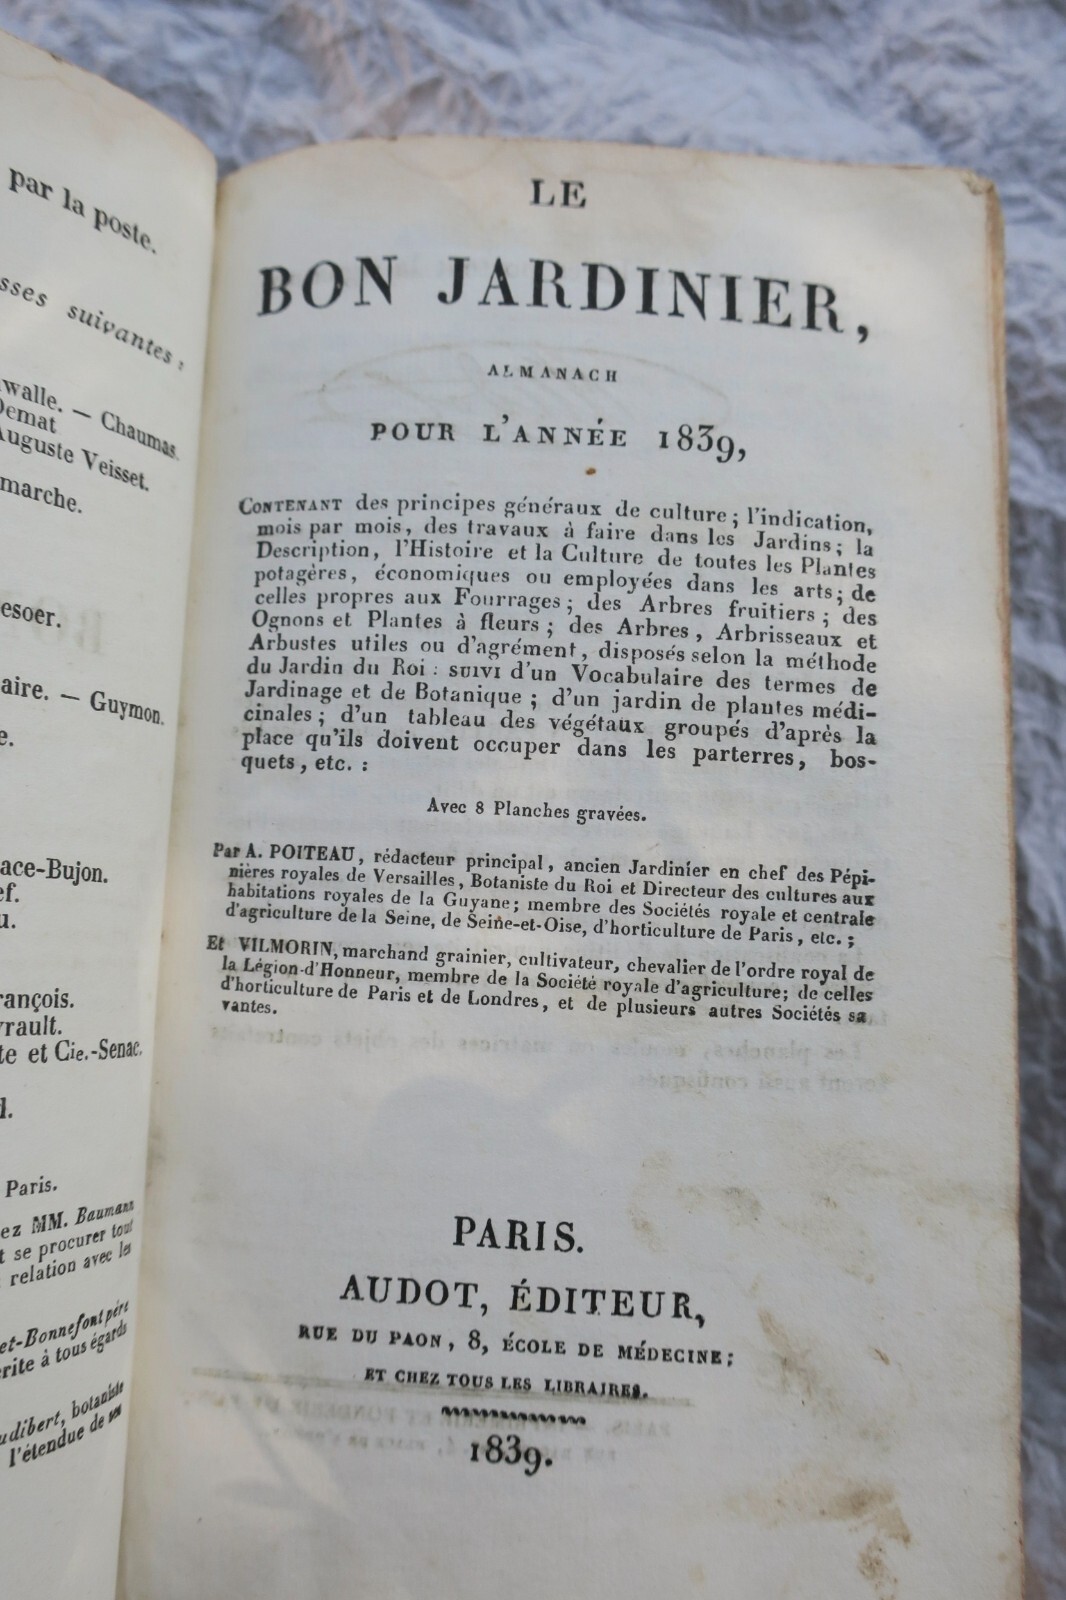 par la poste.
sses suivantes :
walle. — Chaumas.
Demat
Auguste Veisset.
marche.
esoer.
aire. — Guymon.
e.
ace-Bujon.
ef.
u.
rançois.
vrault.
te et Cie.-Senac.
d.
Paris.
ez MM. Baumann
t se procurer tout
relation avec les
et-Bonnefont père
rite à tous égards
udibert, botaniste
l'étendue de ses
LE
BON JARDINIER,
ALMANACH
POUR L'ANNÉE 1839,
CONTENANT des principes généraux de culture ; l'indication,
mois par mois, des travaux à faire dans les Jardins ; la
Description, l'Histoire et la Culture de toutes les Plantes
potagères, économiques ou employées dans les arts ; de
celles propres aux Fourrages ; des Arbres fruitiers ; des
Ognons et Plantes à fleurs ; des Arbres, Arbrisseaux et
Arbustes utiles ou d'agrément, disposés selon la méthode
du Jardin du Roi : suivi d'un Vocabulaire des termes de
Jardinage et de Botanique ; d'un jardin de plantes médi-
cinales ; d'un tableau des végétaux groupés d'après la
place qu'ils doivent occuper dans les parterres, bos-
quets, etc. :
Avec 8 Planches gravées.
Par A. POITEAU, rédacteur principal, ancien Jardinier en chef des Pépi-
nières royales de Versailles, Botaniste du Roi et Directeur des cultures aux
habitations royales de la Guyane ; membre des Sociétés royale et centrale
d'agriculture de la Seine, de Seine-et-Oise, d'horticulture de Paris, etc. ;
Et VILMORIN, marchand grainier, cultivateur, chevalier de l'ordre royal de
la Légion-d'Honneur, membre de la Société royale d'agriculture ; de celles
d'horticulture de Paris et de Londres, et de plusieurs autres Sociétés sa
vantes.
PARIS.
AUDOT, ÉDITEUR,
RUE DU PAON, 8, ÉCOLE DE MÉDECINE ;
ET CHEZ TOUS LES LIBRAIRES.
1839.